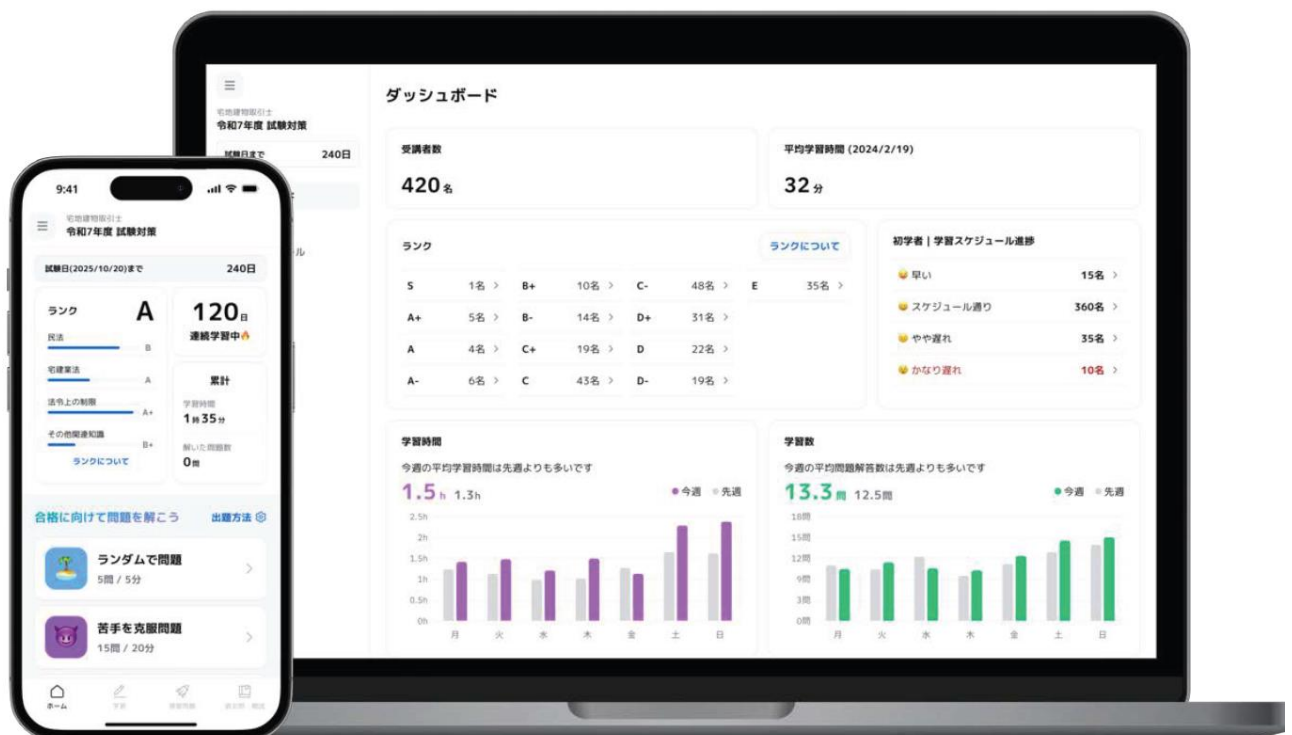 宅地建物取引士
令和7年度 試験対策
試験日まで 240日
ル
ダッシュボード
受講者数
420名
平均学習時間 (2024/2/19)
32分
ランク
ランクについて
S 1名 > B+ 10名 > C- 48名 > E 35名 >
A+ 5名 > B- 14名 > D+ 31名 >
A 4名 > C+ 19名 > D 22名 >
A- 6名 > C 43名 > D- 19名 >
初学者 | 学習スケジュール進捗
早い 15名 >
スケジュール通り 360名 >
やや遅れ 35名 >
かなり遅れ 10名 >
学習時間
今週の平均学習時間は先週よりも多いです
1.5h 1.3h
今週 先週
2.5h
2h
1.5h
1h
0.5h
0h
月 火 水 木 金 土 日
学習数
今週の平均問題解答数は先週よりも多いです
13.3問 12.5問
今週 先週
18問
15問
12問
9問
3問
0問
月 火 水 木 金 土 日
9:41
宅地建物取引士
令和7年度 試験対策
試験日(2025/10/20)まで 240日
ランク A
民法
B
宅建業法
A
法令上の制限
A+
その他関連知識
B+
ランクについて
120日
連続学習中
累計
学習時間
1時35分
解いた問題数
0問
合格に向けて問題を解こう 出題方法
ランダムで問題
5問 / 5分
苦手を克服問題
15問 / 20分
ホーム
学習